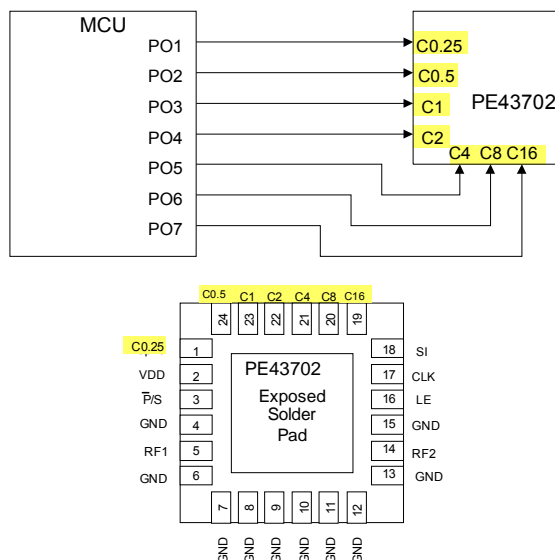 MCU
PO1
PO2
PO3
PO4
PO5
PO6
PO7
C0.25
C0.5
C1
C2
C4 C8 C16
PE43702
C0.5 C1 C2 C4 C8 C16
24 23 22 21 20 19
C0.25 1
VDD 2
P̅/S 3
GND 4
RF1 5
GND 6
PE43702
Exposed
Solder
Pad
18 SI
17 CLK
16 LE
15 GND
14 RF2
13 GND
7 8 9 10 11 12
GND GND GND GND GND GND